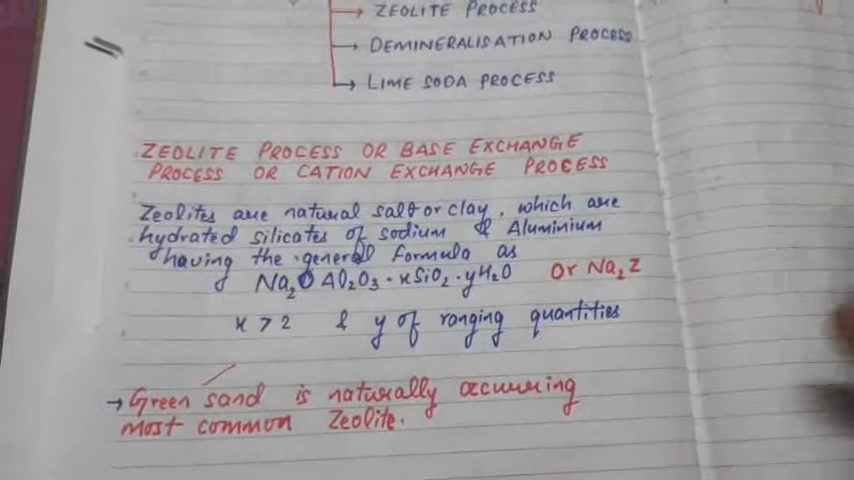 → ZEOLITE PROCESS
→ DEMINERALISATION PROCESS
→ LIME SODA PROCESS
ZEOLITE PROCESS OR BASE EXCHANGE
PROCESS OR CATION EXCHANGE PROCESS
Zeolites are natural salt or clay, which are
hydrated silicates of sodium & Aluminium
having the general formula as
Na₂O Al₂O₃·xSiO₂·yH₂O Or Na₂Z
x > 2 & y of ranging quantities
→ Green sand is naturally occurring
most common Zeolite.